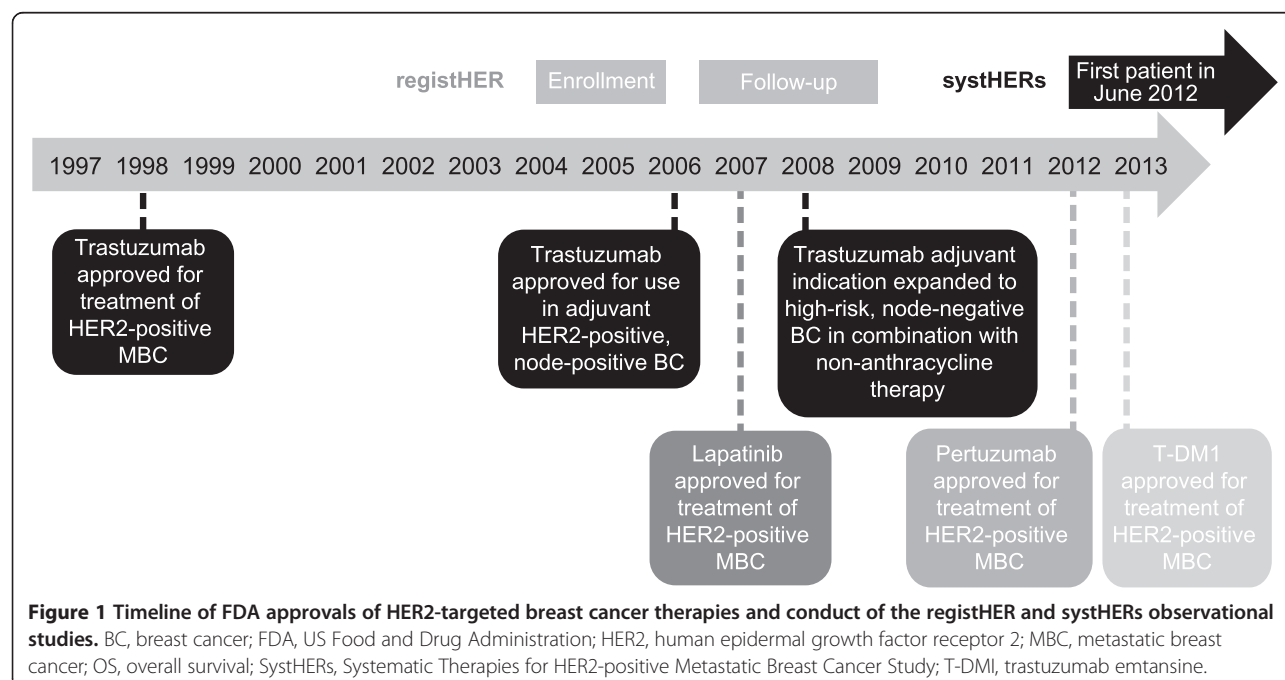 registHER
Enrollment
Follow-up
systHERs
First patient in
June 2012
1997 1998 1999 2000 2001 2002 2003 2004 2005 2006 2007 2008 2009 2010 2011 2012 2013
Trastuzumab
approved for
treatment of
HER2-positive
MBC
Trastuzumab
approved for use
in adjuvant
HER2-positive,
node-positive BC
Trastuzumab adjuvant
indication expanded to
high-risk, node-negative
BC in combination with
non-anthracycline
therapy
Lapatinib
approved for
treatment of
HER2-positive
MBC
Pertuzumab
approved for
treatment of
HER2-positive
MBC
T-DM1
approved for
treatment of
HER2-positive
MBC
Figure 1 Timeline of FDA approvals of HER2-targeted breast cancer therapies and conduct of the registHER and systHERs observational
studies. BC, breast cancer; FDA, US Food and Drug Administration; HER2, human epidermal growth factor receptor 2; MBC, metastatic breast
cancer; OS, overall survival; SystHERs, Systematic Therapies for HER2-positive Metastatic Breast Cancer Study; T-DMI, trastuzumab emtansine.